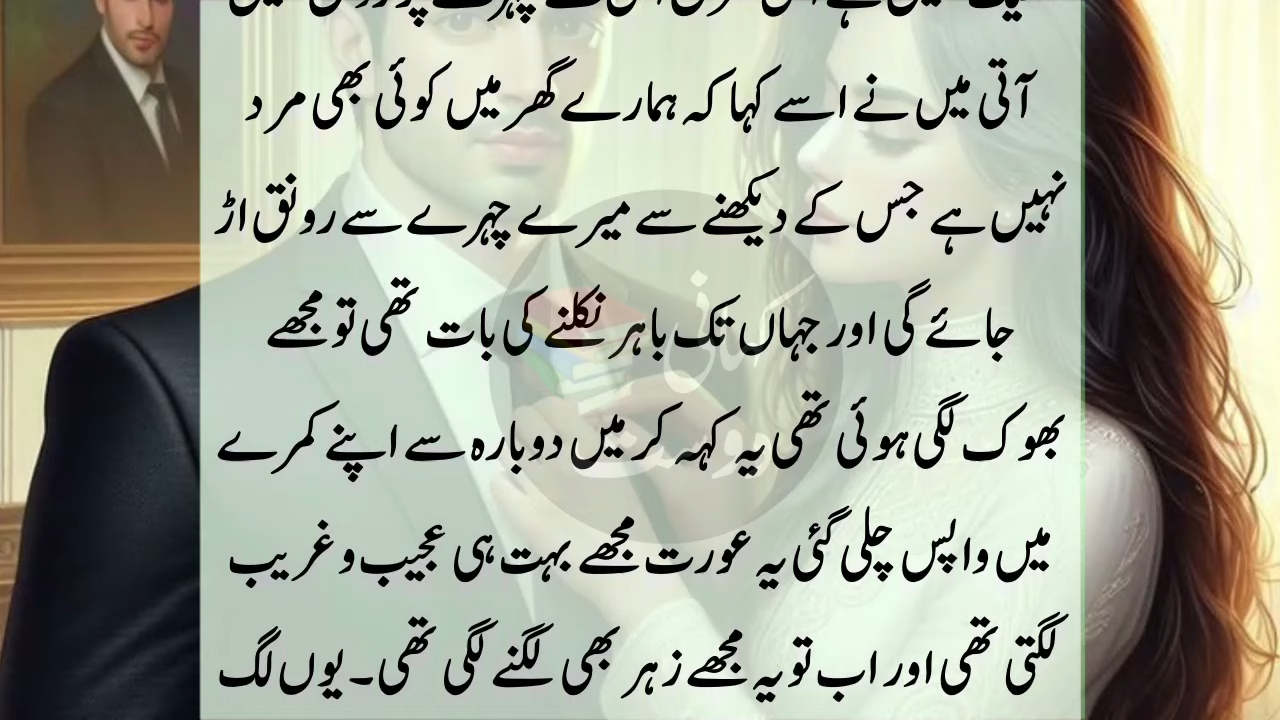 آتی میں نے اسے کہا کہ ہمارے گھر میں کوئی بھی مرد
نہیں ہے جس کے دیکھنے سے میرے چہرے سے رونق اڑ
جائے گی اور جہاں تک باہر نکلنے کی بات تھی تو مجھے
بھوک لگی ہوئی تھی یہ کہہ کر میں دوبارہ سے اپنے کمرے
میں واپس چلی گئی یہ عورت مجھے بہت ہی عجیب و غریب
لگتی تھی اور اب تو یہ مجھے زہر بھی لگنے لگی تھی۔ یوں لگ